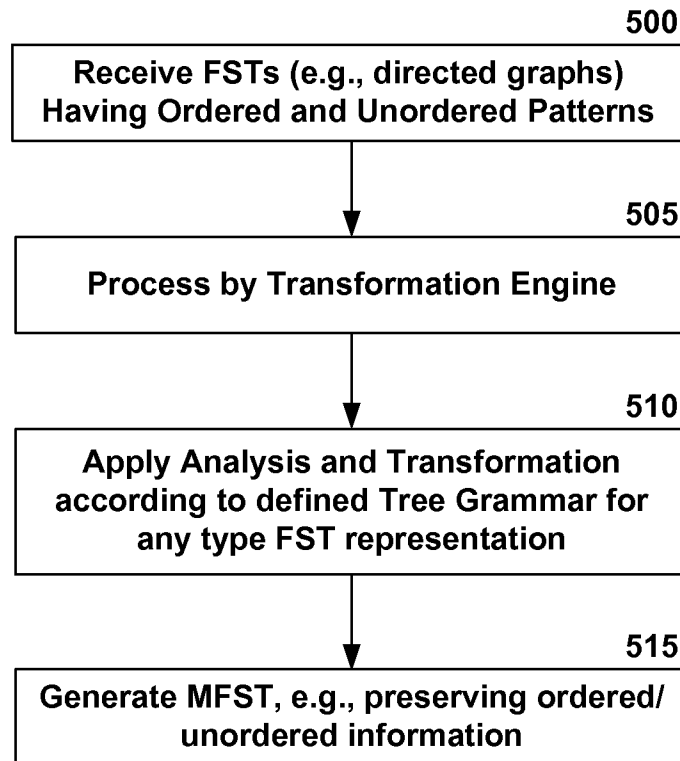 500
Receive FSTs (e.g., directed graphs)
Having Ordered and Unordered Patterns
505
Process by Transformation Engine
510
Apply Analysis and Transformation
according to defined Tree Grammar for
any type FST representation
515
Generate MFST, e.g., preserving ordered/
unordered information